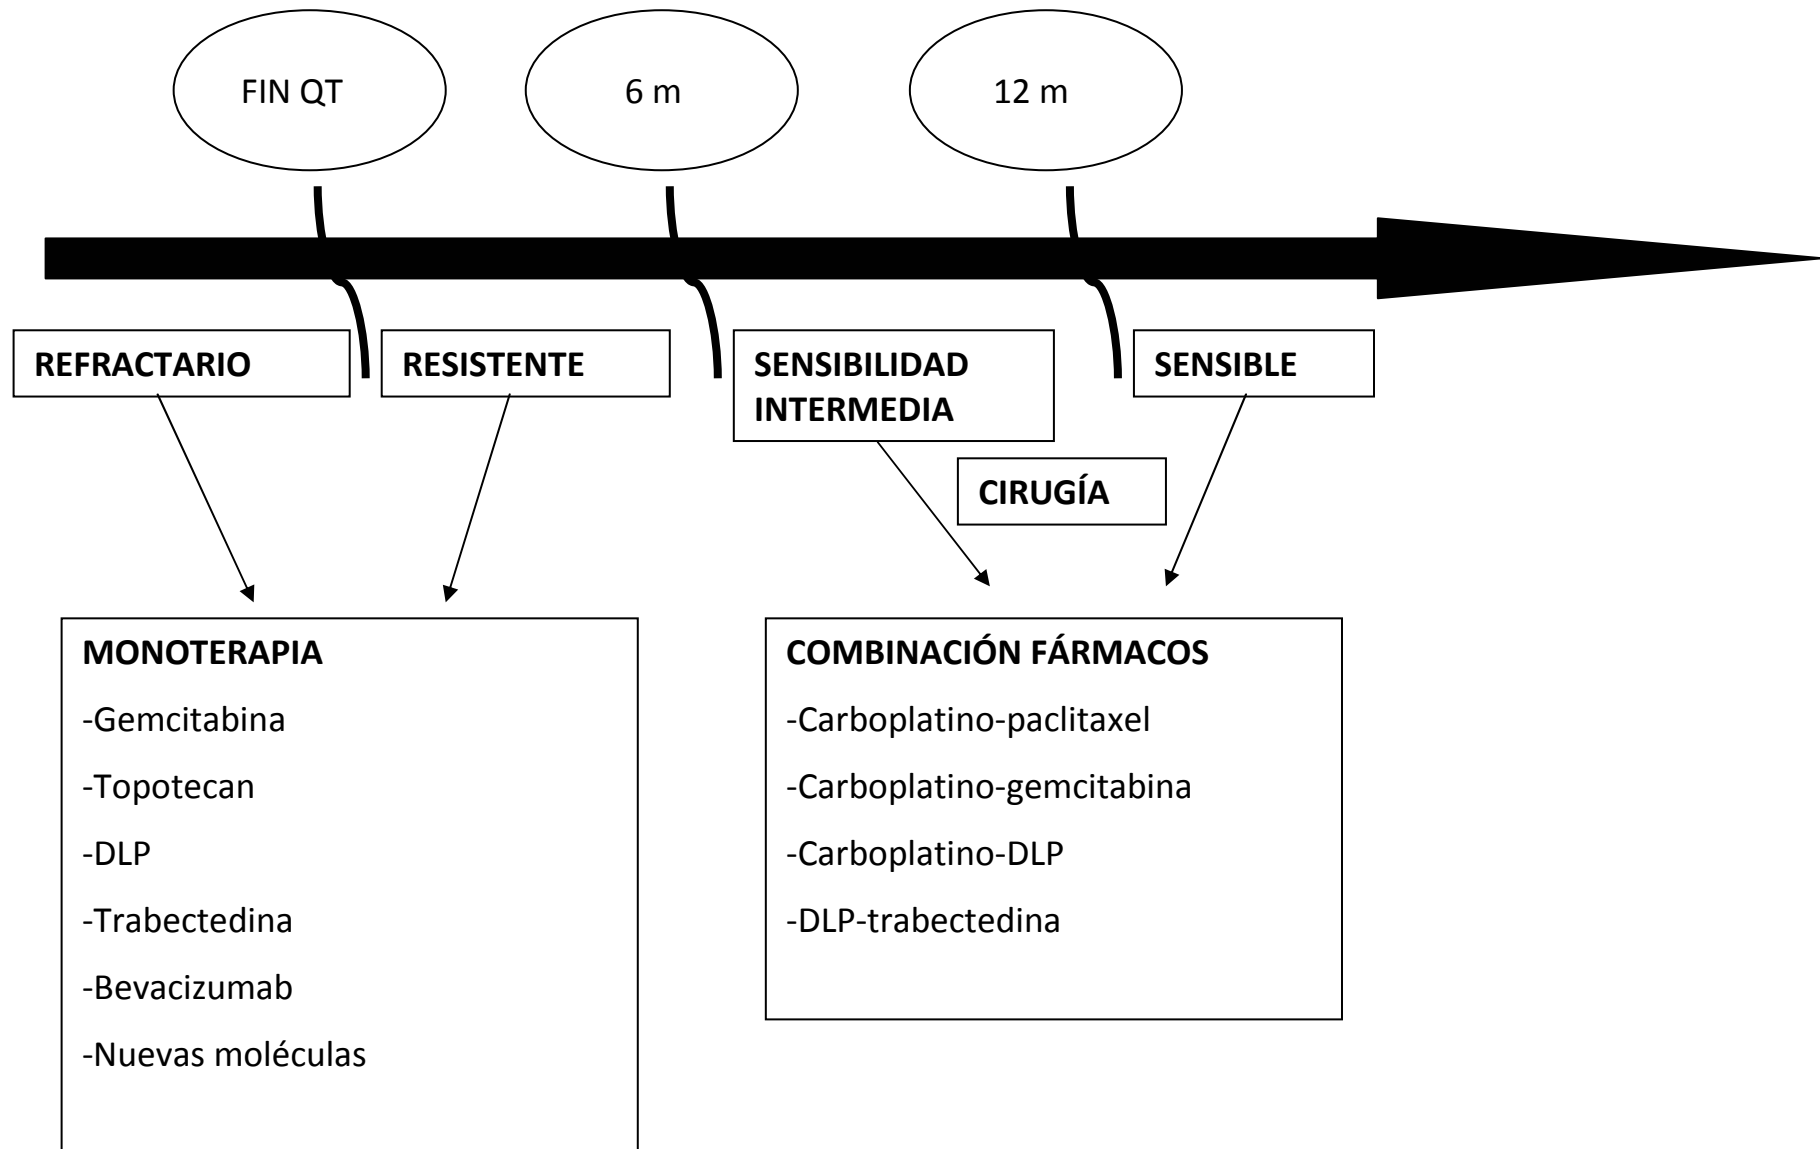 FIN QT
6 m
12 m
REFRACTARIO
RESISTENTE
SENSIBILIDAD
INTERMEDIA
SENSIBLE
CIRUGÍA
MONOTERAPIA
-Gemcitabina
-Topotecan
-DLP
-Trabectedina
-Bevacizumab
-Nuevas moléculas
COMBINACIÓN FÁRMACOS
-Carboplatino-paclitaxel
-Carboplatino-gemcitabina
-Carboplatino-DLP
-DLP-trabectedina